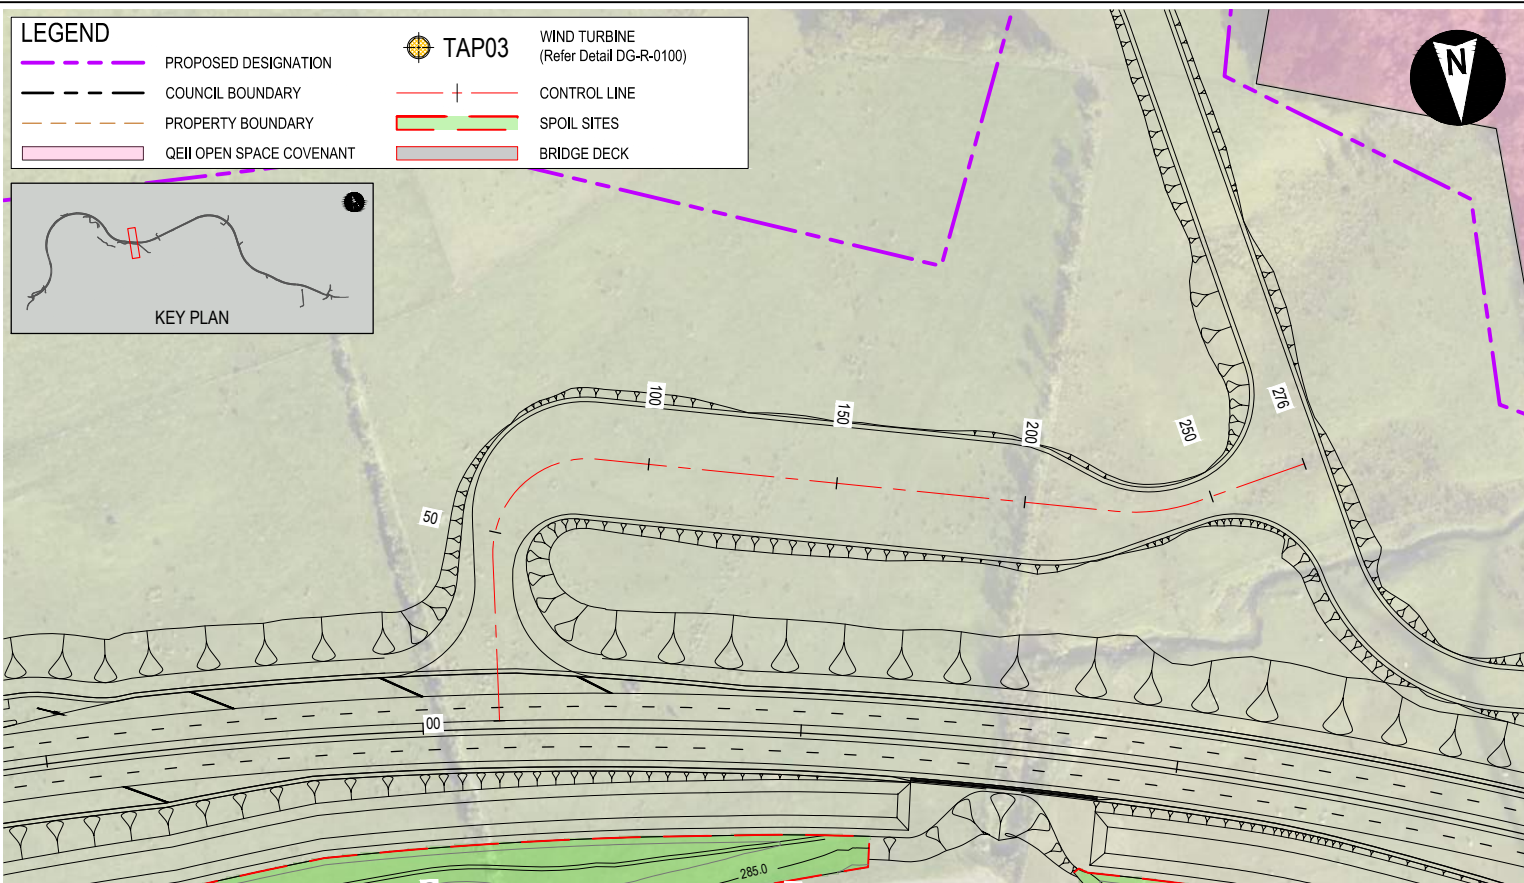 LEGEND
PROPOSED DESIGNATION
COUNCIL BOUNDARY
PROPERTY BOUNDARY
QEII OPEN SPACE COVENANT
TAP03
WIND TURBINE
(Refer Detail DG-R-0100)
CONTROL LINE
SPOIL SITES
BRIDGE DECK
N
KEY PLAN
100
150
200
250
276
50
00
285.0